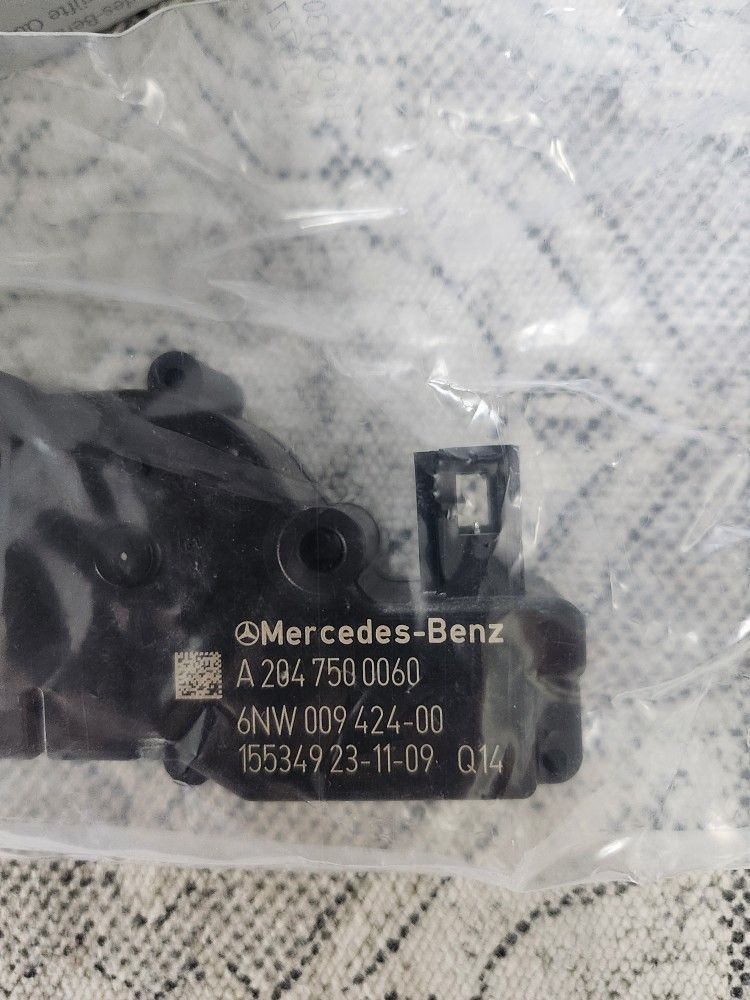 Mercedes-Benz
A 204 750 0060
6NW 009 424-00
155349 23-11-09 Q14